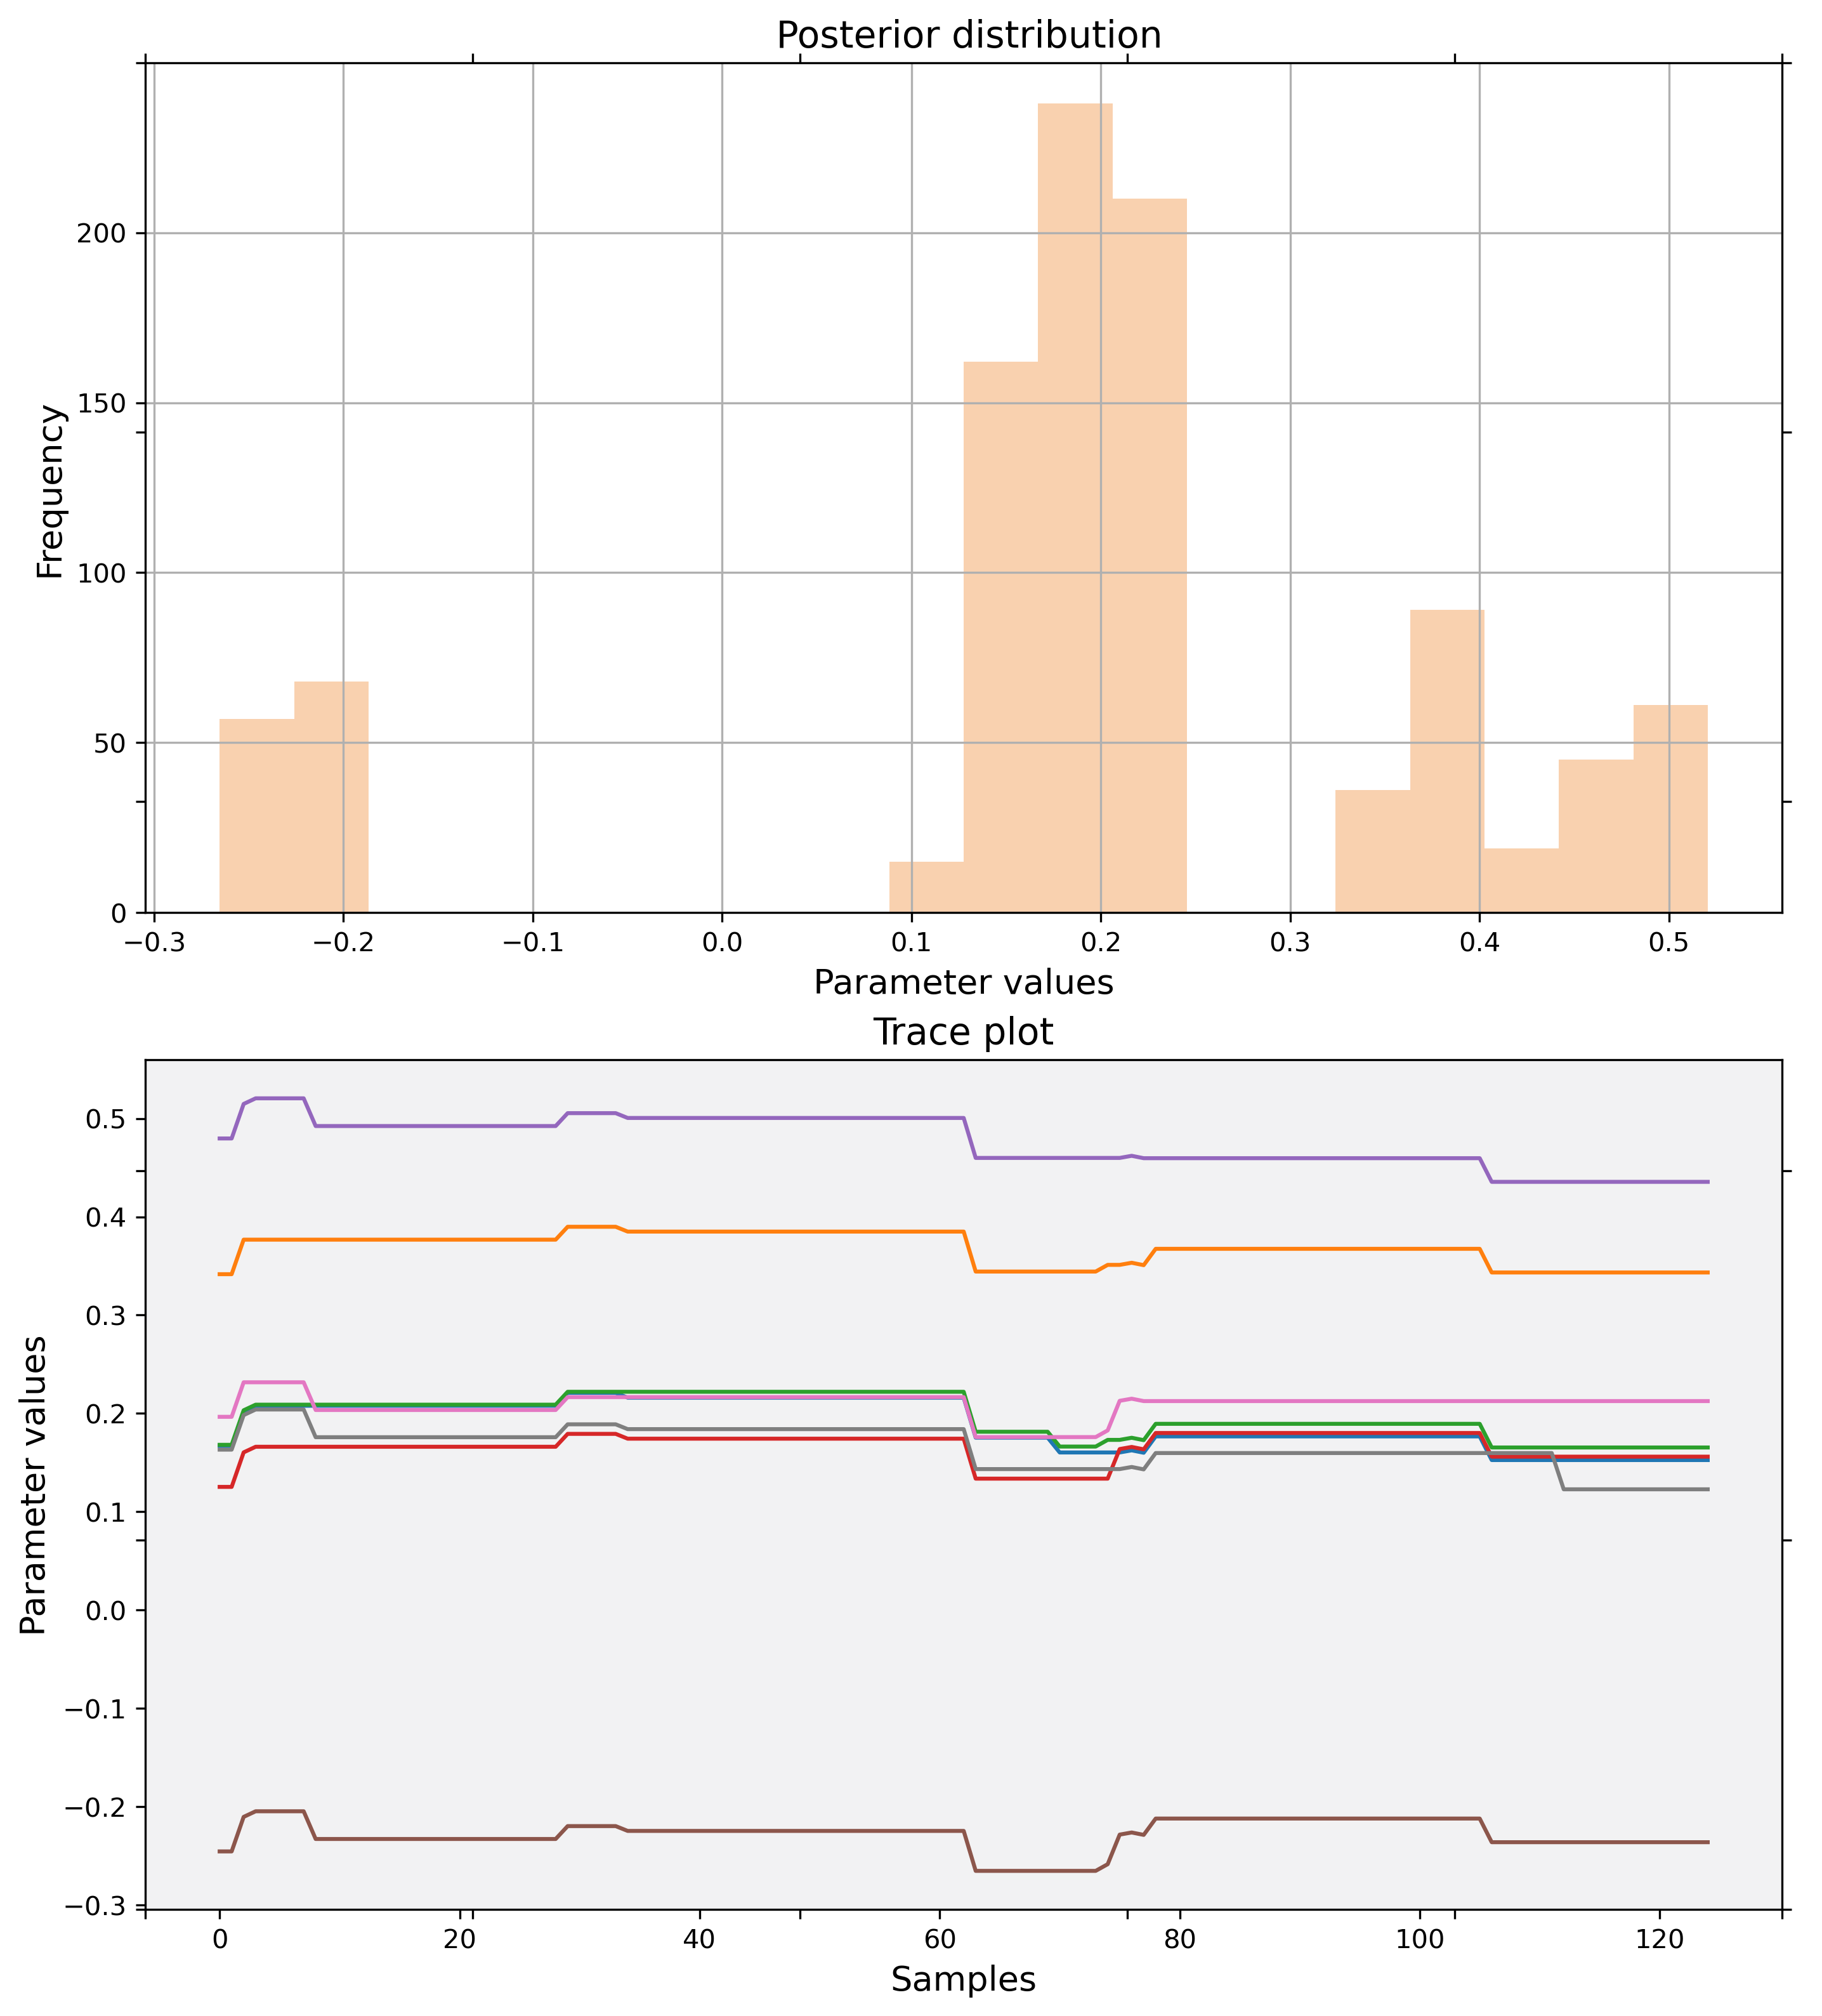 Posterior distribution
Frequency
200
150
100
50
0
−0.3 −0.2 −0.1 0.0 0.1 0.2 0.3 0.4 0.5
Parameter values
Trace plot
Parameter values
0.5
0.4
0.3
0.2
0.1
0.0
−0.1
−0.2
−0.3
0 20 40 60 80 100 120
Samples